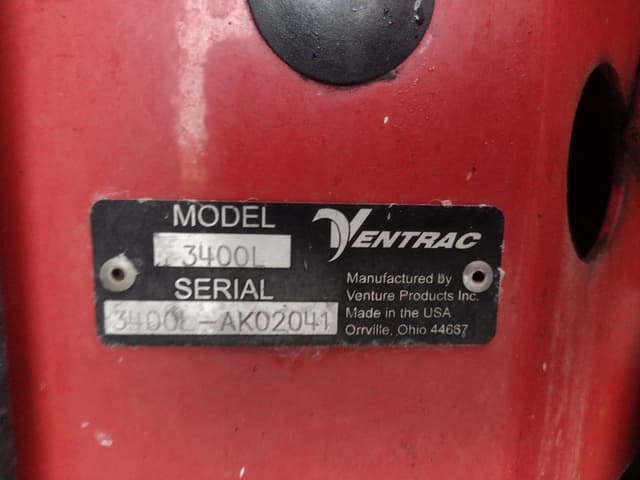 MODEL
3400L
SERIAL
3400L-AK02041
VENTRAC
Manufactured by
Venture Products Inc.
Made in the USA
Orrville, Ohio 44667